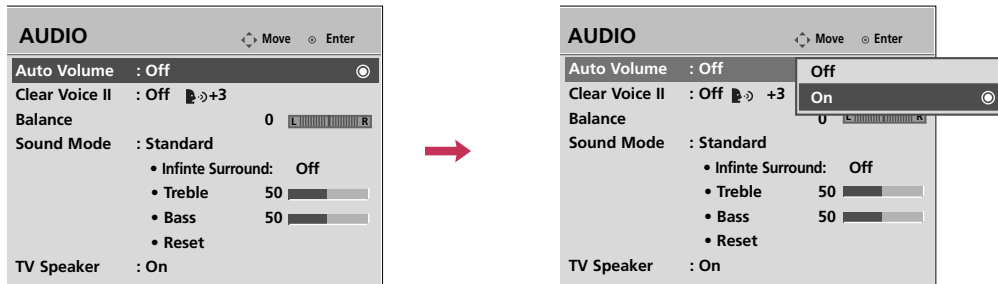 AUDIO
Move Enter
Auto Volume : Off
Clear Voice II : Off +3
Balance 0 L R
Sound Mode : Standard
• Infinte Surround: Off
• Treble 50
• Bass 50
• Reset
TV Speaker : On
AUDIO
Move Enter
Auto Volume : Off
Off
On
Clear Voice II : Off +3
Balance 0 L R
Sound Mode : Standard
• Infinte Surround: Off
• Treble 50
• Bass 50
• Reset
TV Speaker : On